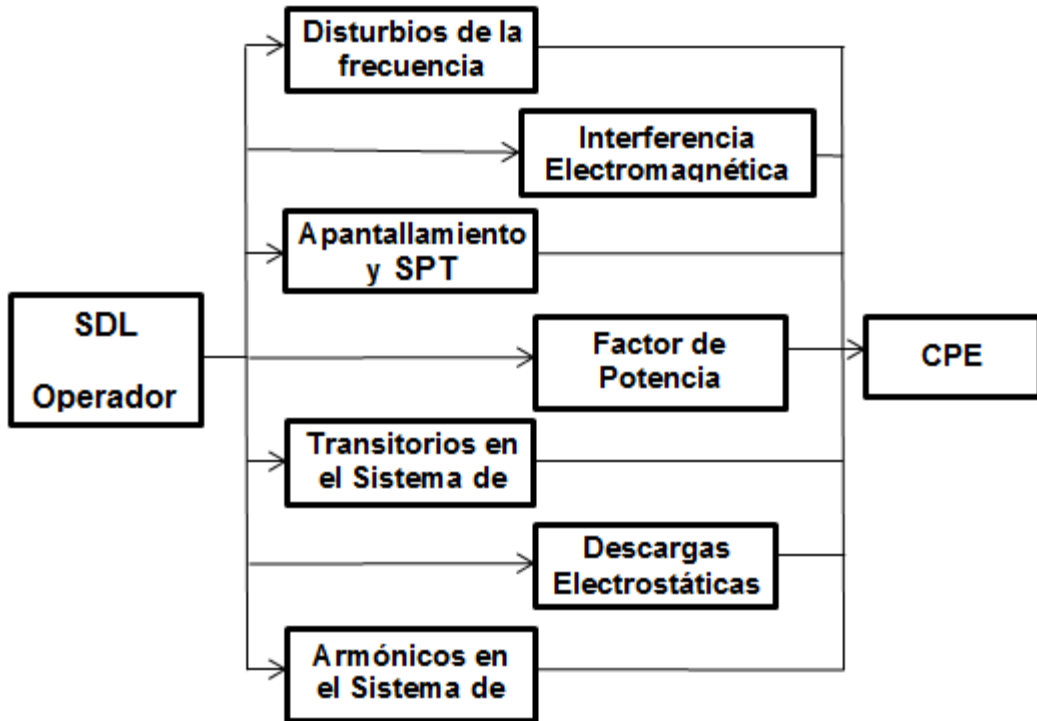 Disturbios de la
frecuencia
Interferencia
Electromagnética
Apantallamiento
y SPT
SDL
Operador
Factor de
Potencia
CPE
Transitorios en
el Sistema de
Descargas
Electrostáticas
Armónicos en
el Sistema de